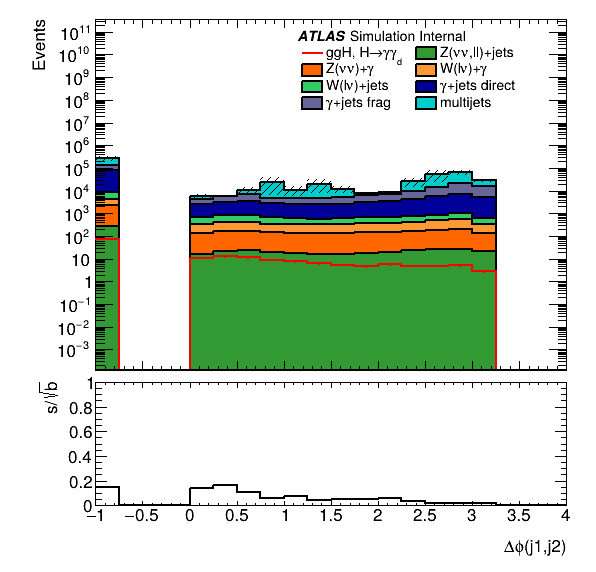 Events
ATLAS Simulation Internal
ggH, H→γγd
Z(νν,ll)+jets
Z(νν)+γ
W(lν)+γ
W(lν)+jets
γ+jets direct
γ+jets frag
multijets
10¹¹
10¹⁰
10⁹
10⁸
10⁷
10⁶
10⁵
10⁴
10³
10²
10
1
10⁻¹
10⁻²
10⁻³
s/√b
1
0.8
0.6
0.4
0.2
0
−1 −0.5 0 0.5 1 1.5 2 2.5 3 3.5 4
Δϕ(j1,j2)